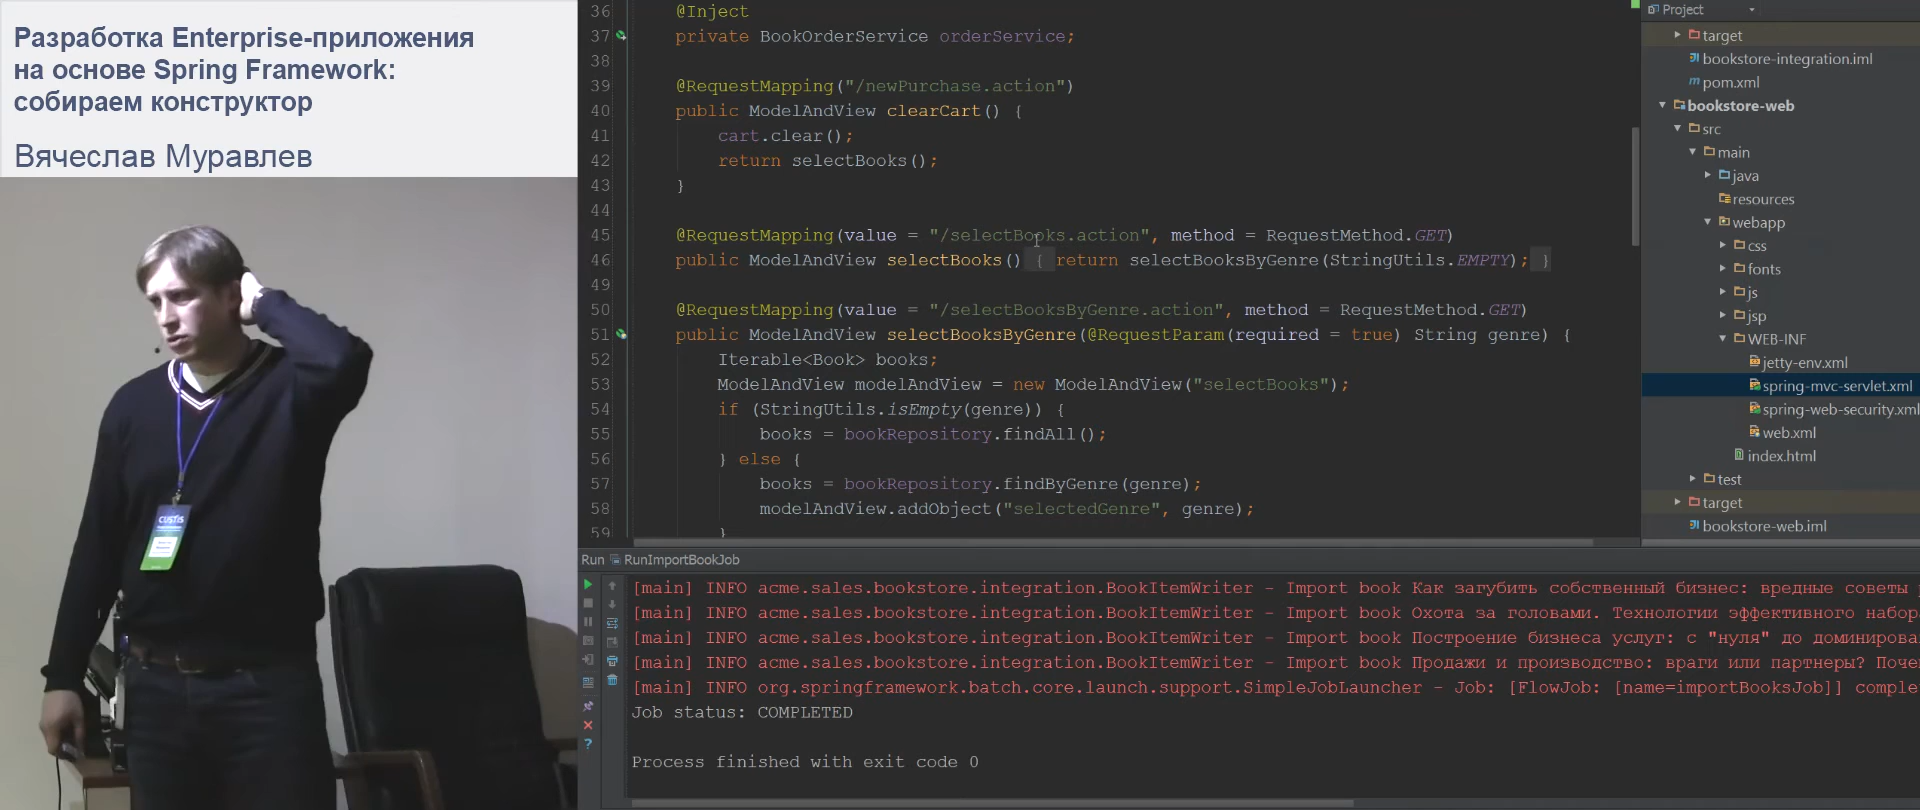 Разработка Enterprise-приложения
на основе Spring Framework:
собираем конструктор
Вячеслав Муравлев
CUSTIS
36 @Inject
37 private BookOrderService orderService;
38
39 @RequestMapping("/newPurchase.action")
40 public ModelAndView clearCart() {
41 cart.clear();
42 return selectBooks();
43 }
44
45 @RequestMapping(value = "/selectBooks.action", method = RequestMethod.GET)
46 public ModelAndView selectBooks() { return selectBooksByGenre(StringUtils.EMPTY); }
49
50 @RequestMapping(value = "/selectBooksByGenre.action", method = RequestMethod.GET)
51 public ModelAndView selectBooksByGenre(@RequestParam(required = true) String genre) {
52 Iterable<Book> books;
53 ModelAndView modelAndView = new ModelAndView("selectBooks");
54 if (StringUtils.isEmpty(genre)) {
55 books = bookRepository.findAll();
56 } else {
57 books = bookRepository.findByGenre(genre);
58 modelAndView.addObject("selectedGenre", genre);
59 }
Project
target
bookstore-integration.iml
pom.xml
bookstore-web
src
main
java
resources
webapp
css
fonts
js
jsp
WEB-INF
jetty-env.xml
spring-mvc-servlet.xml
spring-web-security.xml
web.xml
index.html
test
target
bookstore-web.iml
Run RunImportBookJob
[main] INFO acme.sales.bookstore.integration.BookItemWriter - Import book Как загубить собственный бизнес: вредные советы
[main] INFO acme.sales.bookstore.integration.BookItemWriter - Import book Охота за головами. Технологии эффективного набор
[main] INFO acme.sales.bookstore.integration.BookItemWriter - Import book Построение бизнеса услуг: с "нуля" до доминирова
[main] INFO acme.sales.bookstore.integration.BookItemWriter - Import book Продажи и производство: враги или партнеры? Поче
[main] INFO org.springframework.batch.core.launch.support.SimpleJobLauncher - Job: [FlowJob: [name=importBooksJob]] comple
Job status: COMPLETED
Process finished with exit code 0